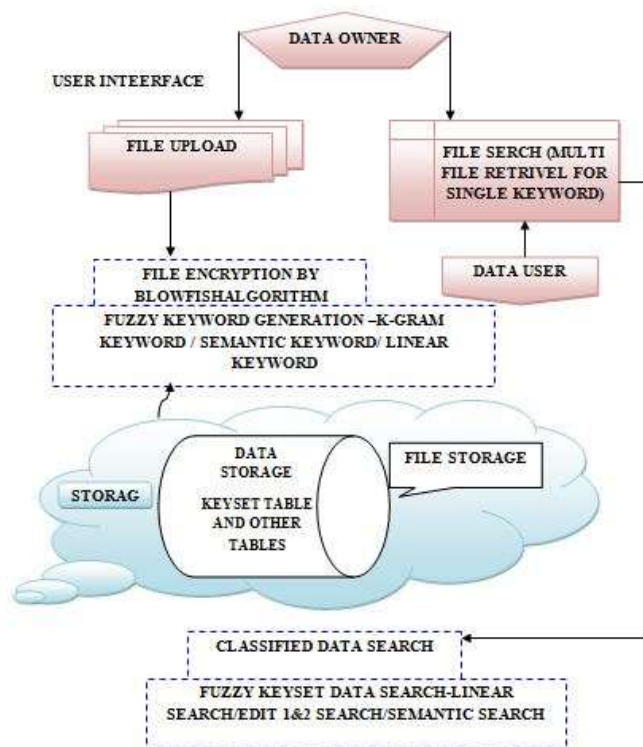 DATA OWNER
USER INTEERFACE
FILE UPLOAD
FILE SERCH (MULTI
FILE RETRIVEL FOR
SINGLE KEYWORD)
DATA USER
FILE ENCRYPTION BY
BLOWFISHALGORITHM
FUZZY KEYWORD GENERATION –K-GRAM
KEYWORD / SEMANTIC KEYWORD/ LINEAR
KEYWORD
DATA
STORAGE
KEYSET TABLE
AND OTHER
TABLES
FILE STORAGE
STORAG
CLASSIFIED DATA SEARCH
FUZZY KEYSET DATA SEARCH-LINEAR
SEARCH/EDIT 1&2 SEARCH/SEMANTIC SEARCH